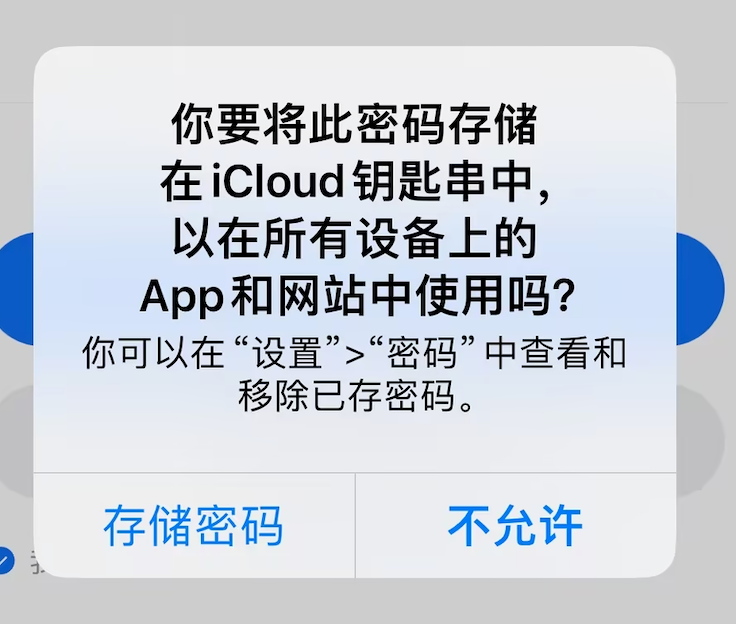 你要将此密码存储
在 iCloud 钥匙串中，
以在所有设备上的
App 和网站中使用吗？
你可以在“设置”>“密码”中查看和
移除已存密码。
存储密码
不允许